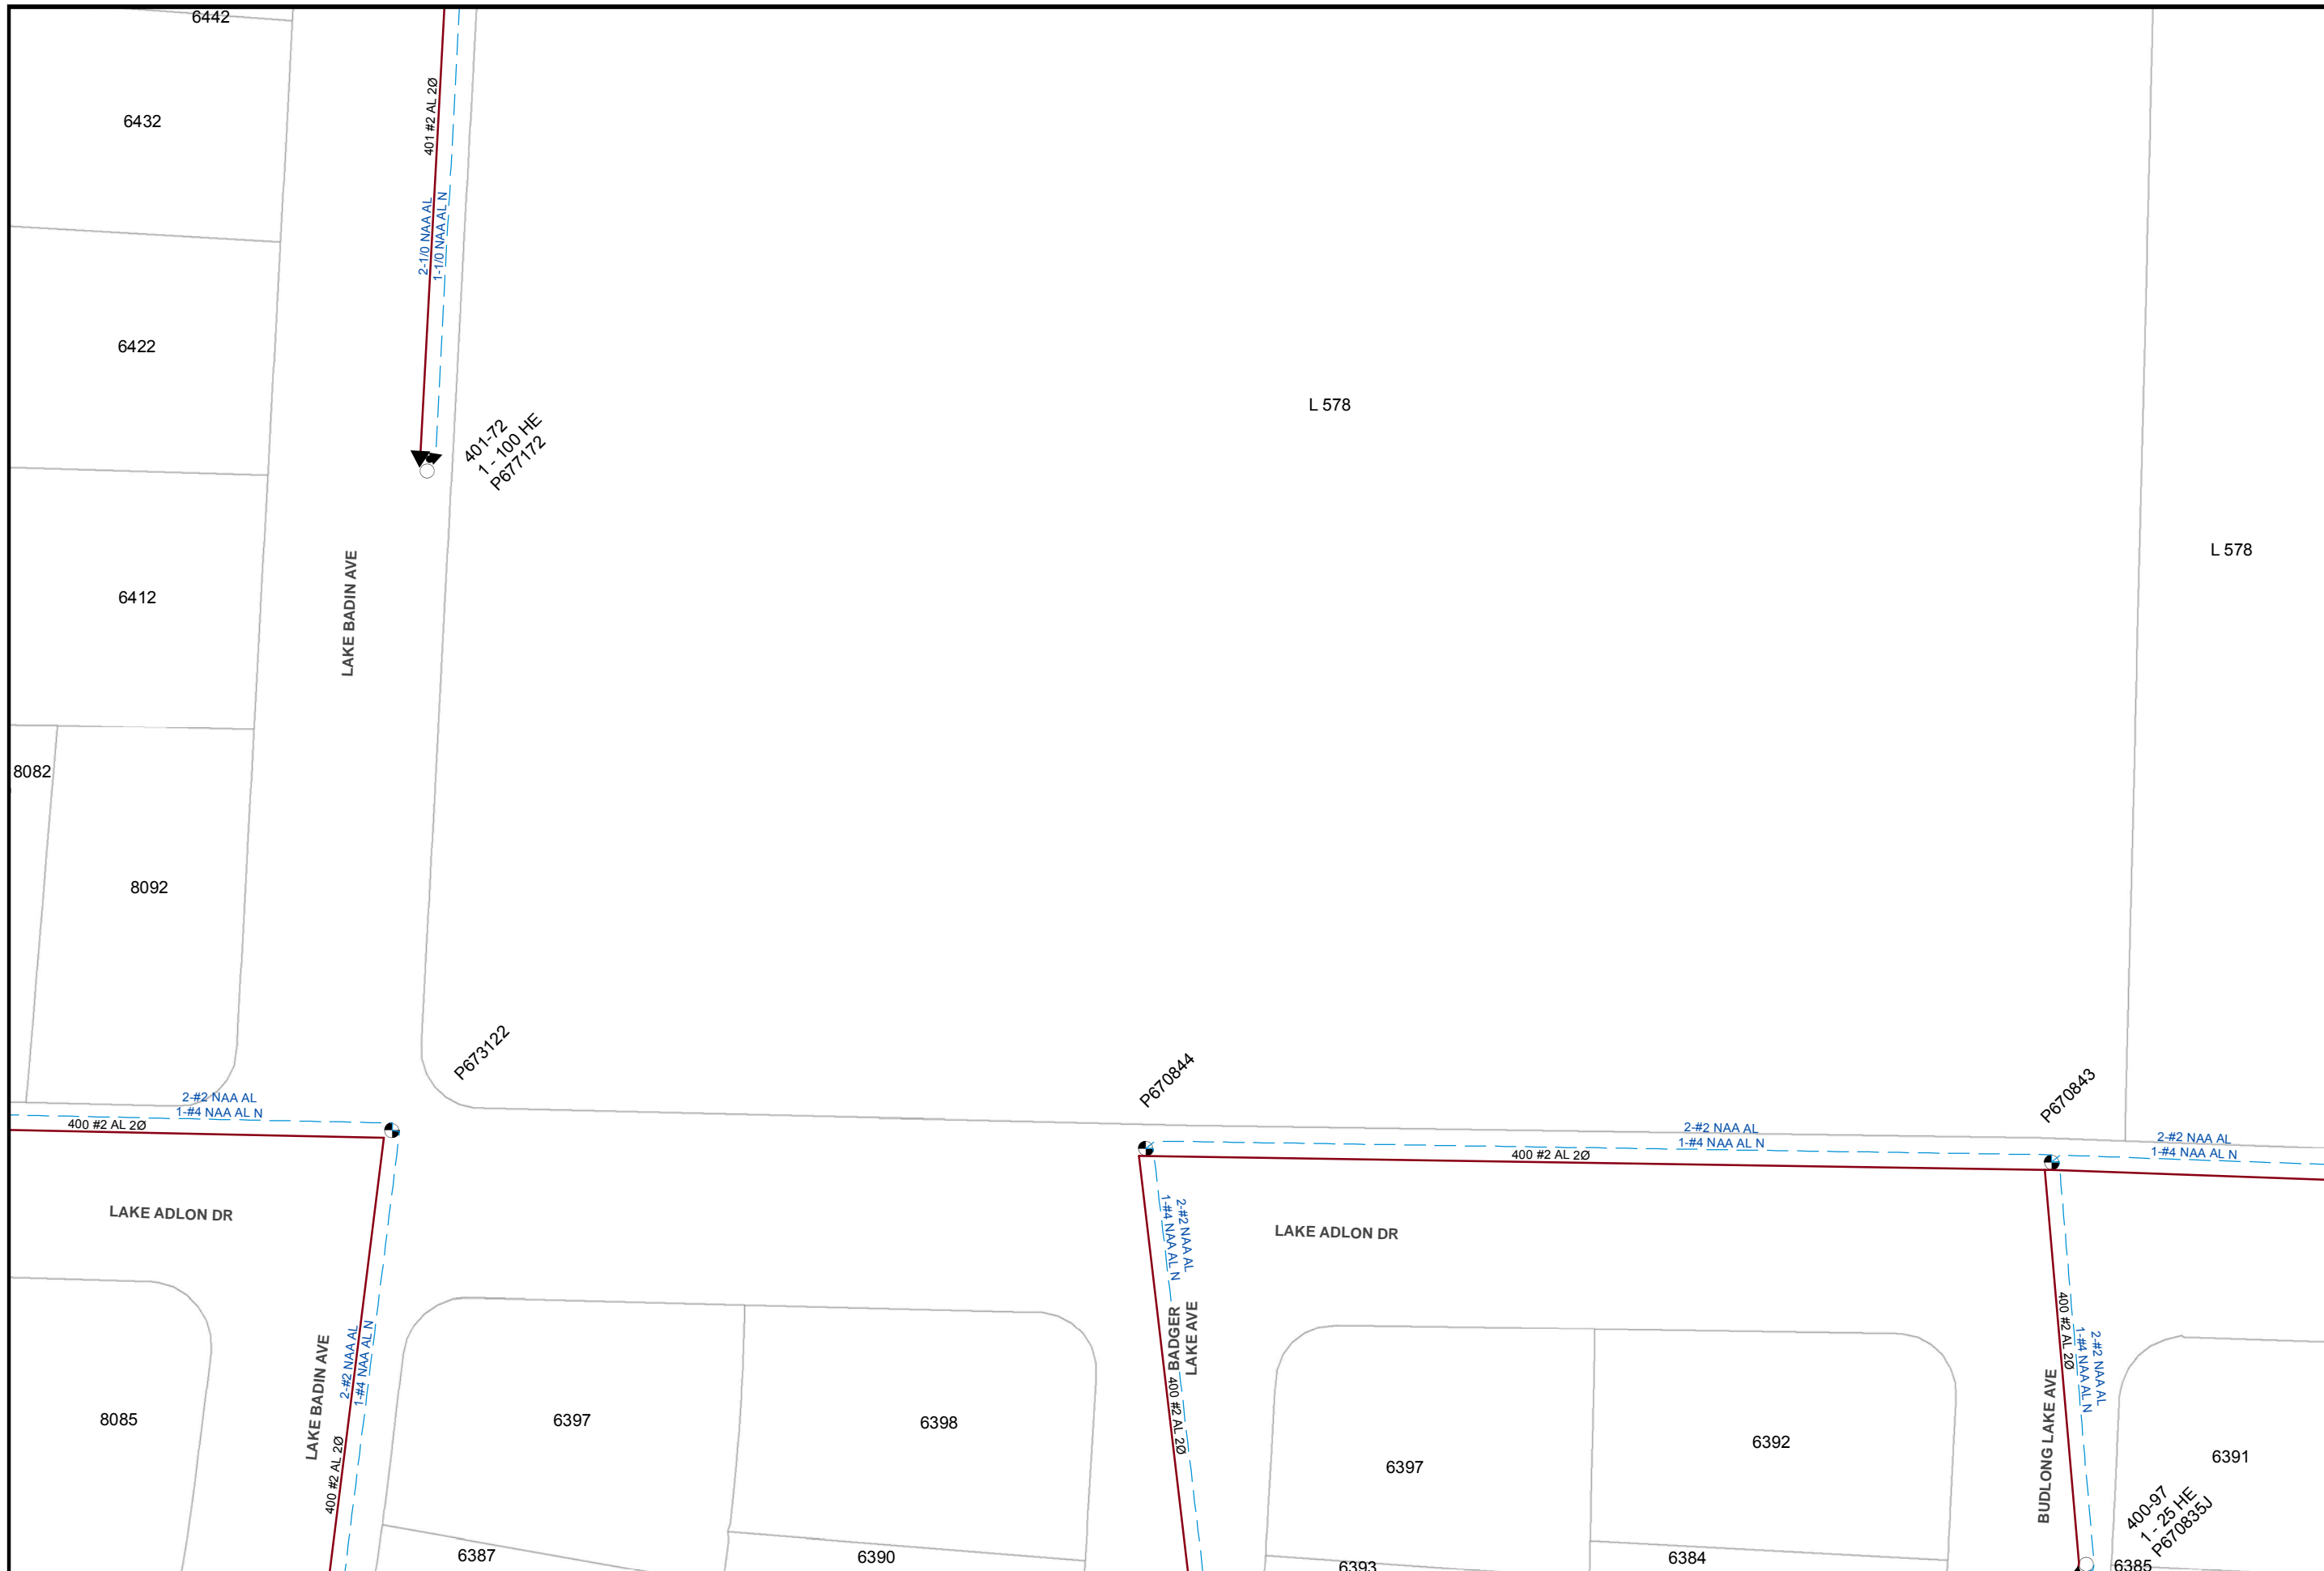 6442
401 #2 AL 2Ø
6432
2-1/0 NAA AL
1-1/0 NAA AL N
6422
L 578
401-72
1 - 100 HE
P677172
L 578
6412
LAKE BADIN AVE
8082
8092
P673122
P670844
P670843
2-#2 NAA AL
1-#4 NAA AL N
400 #2 AL 2Ø
2-#2 NAA AL
1-#4 NAA AL N
400 #2 AL 2Ø
2-#2 NAA AL
1-#4 NAA AL N
LAKE ADLON DR
2-#2 NAA AL
1-#4 NAA AL N
LAKE ADLON DR
400 #2 AL 2Ø
2-#2 NAA AL
1-#4 NAA AL N
2-#2 NAA AL
1-#4 NAA AL N
LAKE BADIN AVE
400 #2 AL 2Ø
BADGER
LAKE AVE
400 #2 AL 2Ø
BUDLONG LAKE AVE
8085
6397
6398
6397
6392
6391
400-97
1 - 25 HE
P670835J
6387
6390
6393
6384
6385